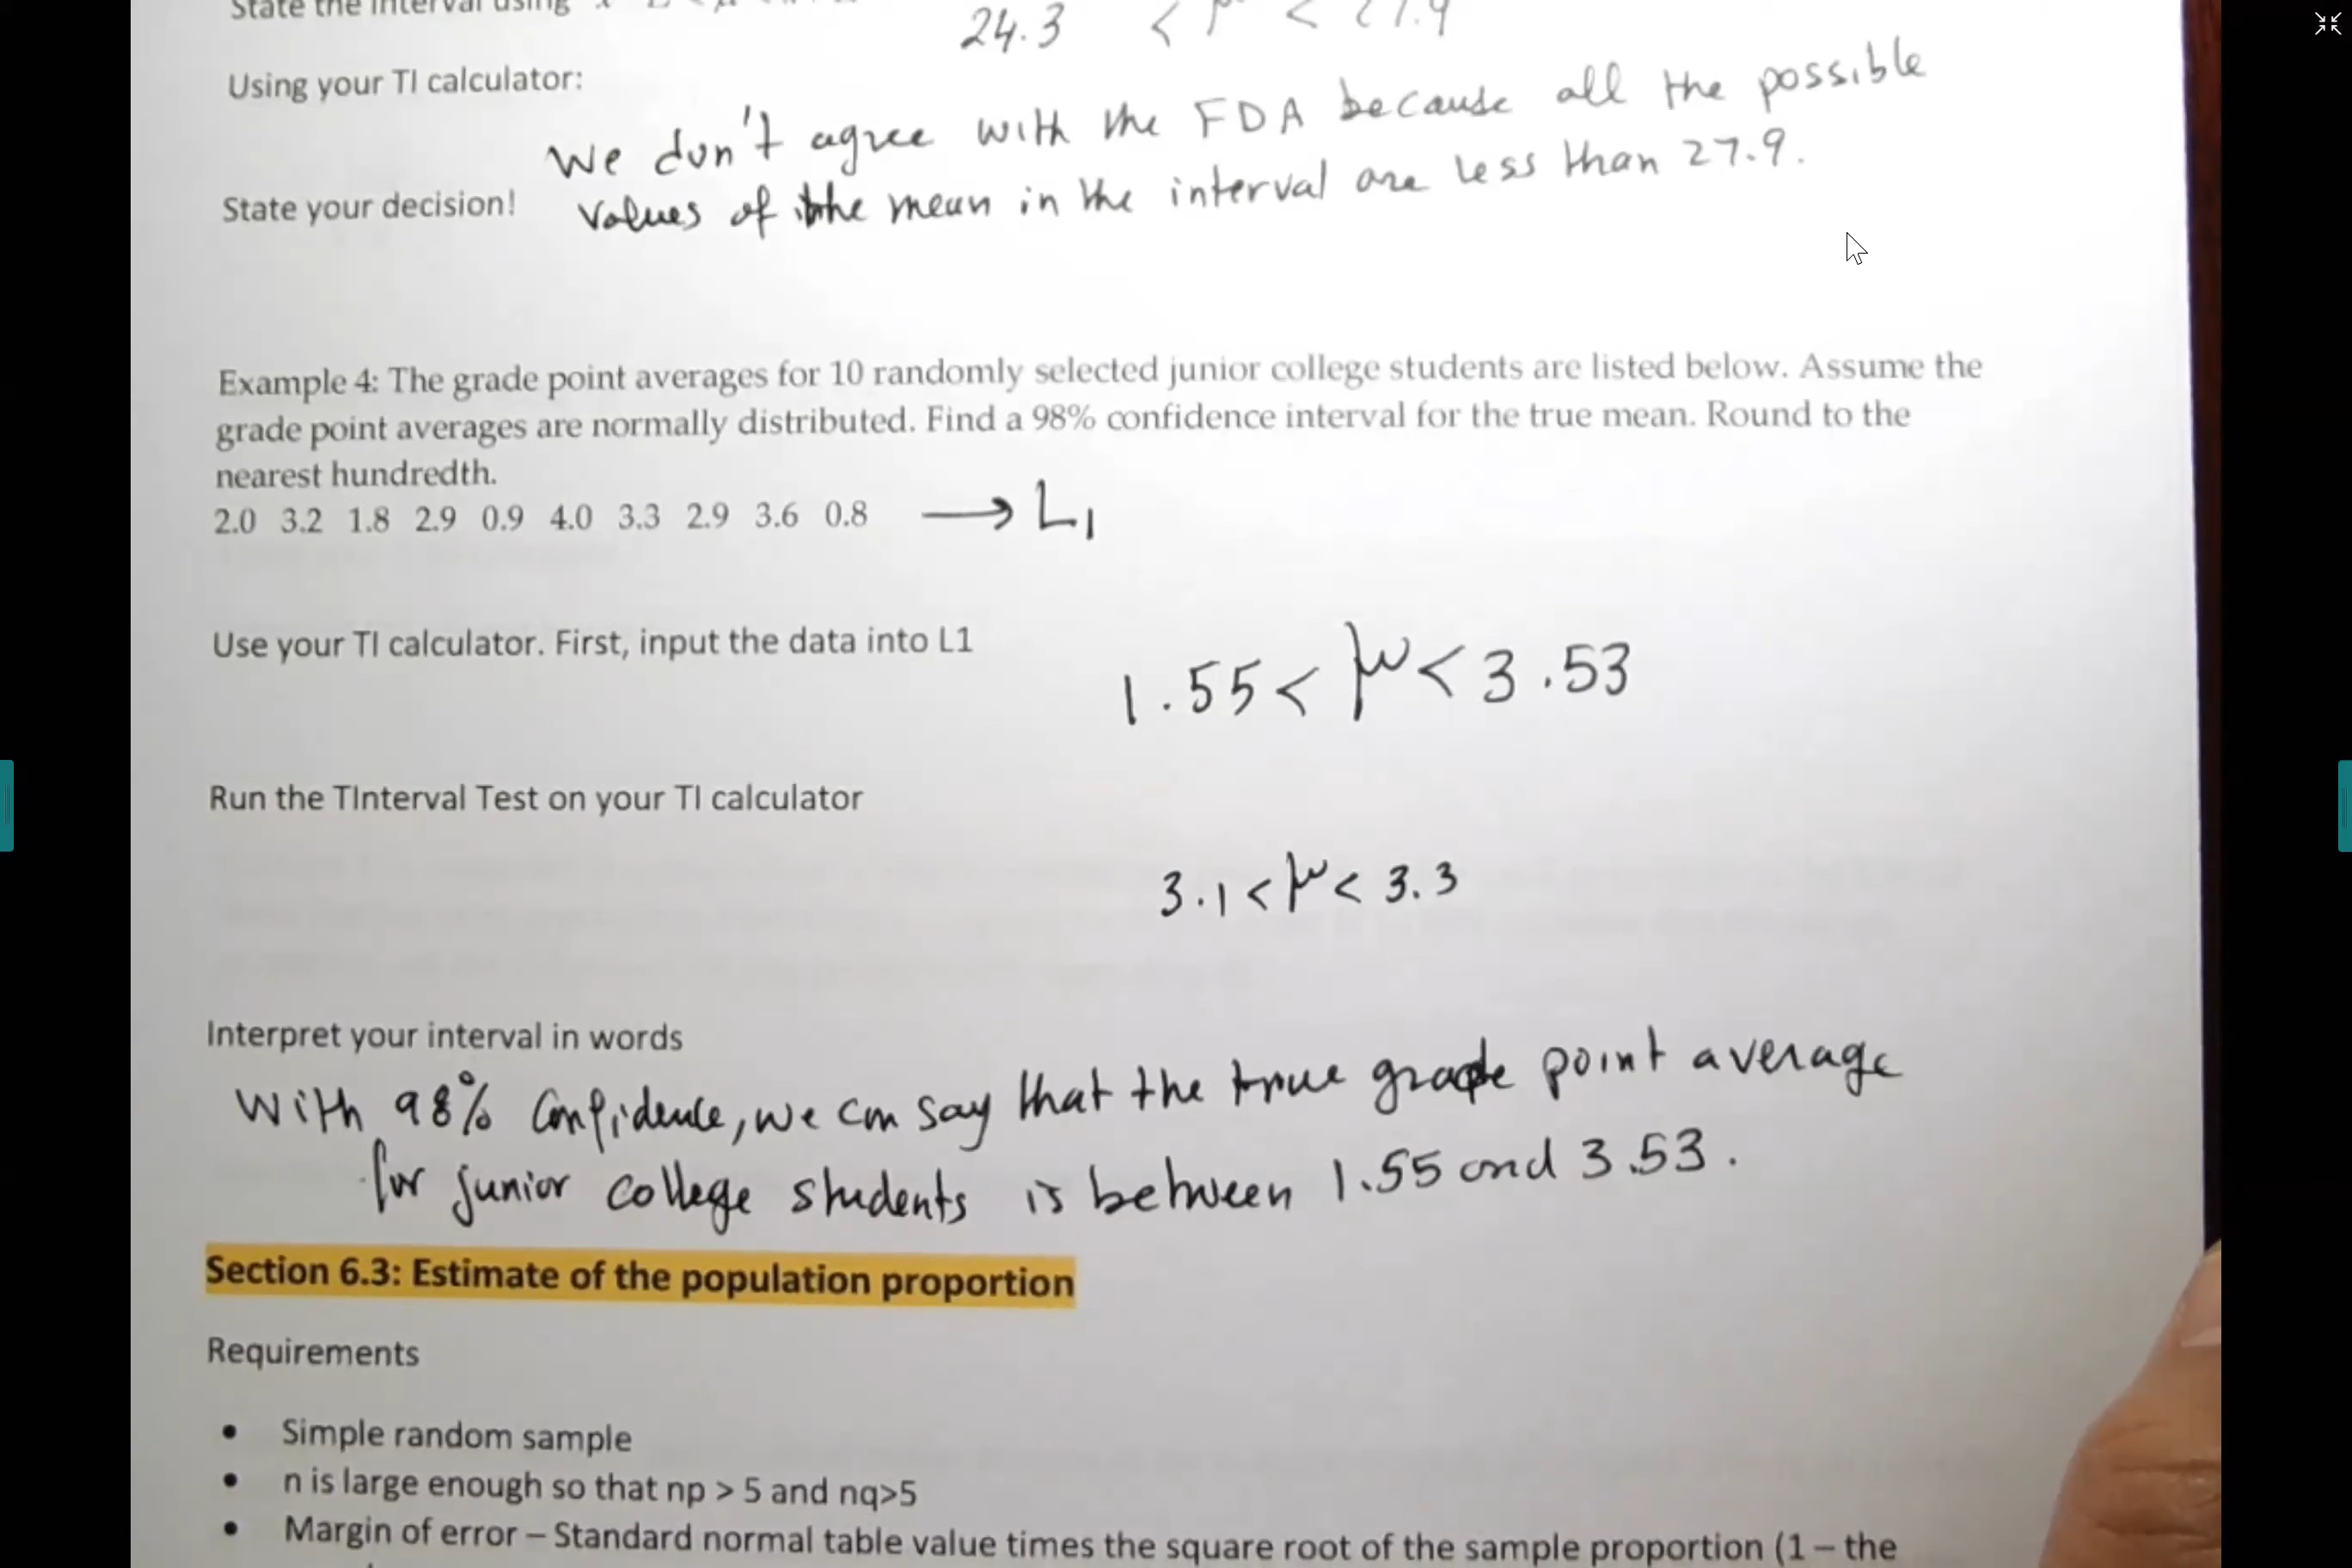 State the interval using
24.3 < μ < 27.9
Using your TI calculator:
We don't agree with the FDA because all the possible
State your decision!
values of the mean in the interval are less than 27.9.
Example 4: The grade point averages for 10 randomly selected junior college students are listed below. Assume the
grade point averages are normally distributed. Find a 98% confidence interval for the true mean. Round to the
nearest hundredth.
2.0 3.2 1.8 2.9 0.9 4.0 3.3 2.9 3.6 0.8 → L1
Use your TI calculator. First, input the data into L1
1.55 < μ < 3.53
Run the TInterval Test on your TI calculator
3.1 < μ < 3.3
Interpret your interval in words
With 98% Confidence, we can say that the true grade point average
for junior college students is between 1.55 and 3.53.
Section 6.3: Estimate of the population proportion
Requirements
• Simple random sample
• n is large enough so that np > 5 and nq>5
• Margin of error – Standard normal table value times the square root of the sample proportion (1 – the